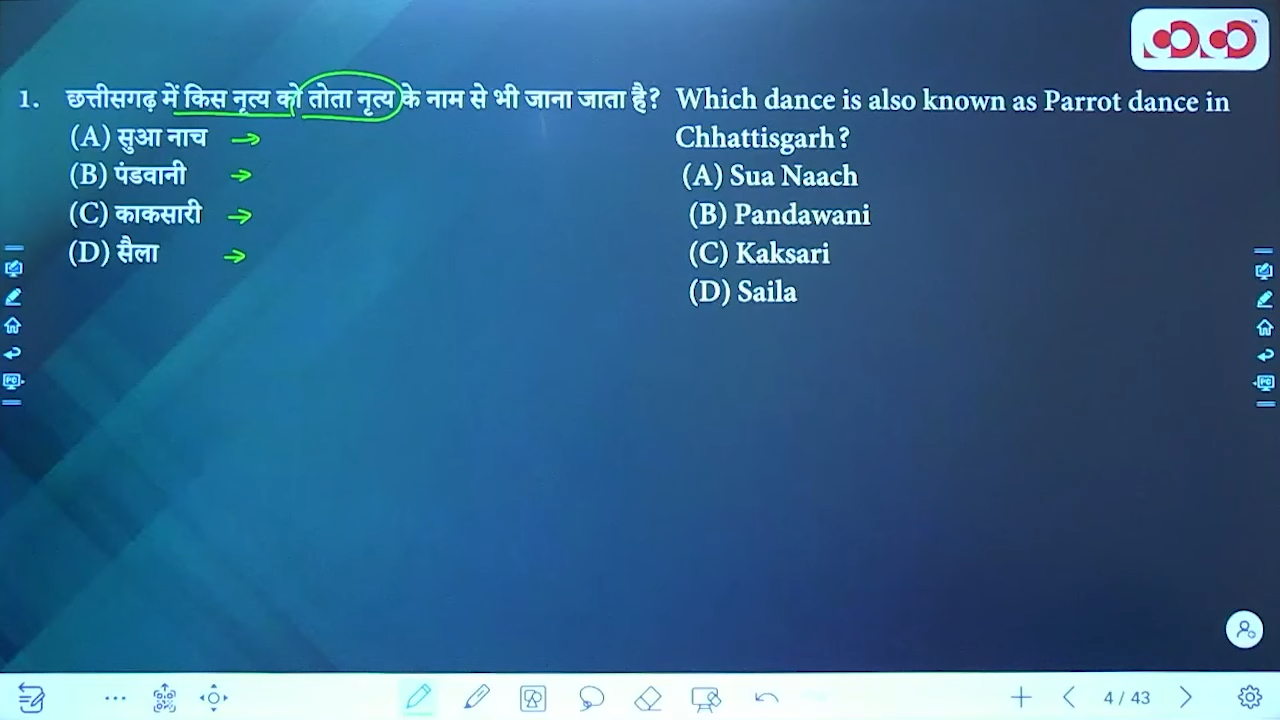 1. छत्तीसगढ़ में किस नृत्य को तोता नृत्य के नाम से भी जाना जाता है?
(A) सुआ नाच
(B) पंडवानी
(C) काकसारी
(D) सैला
Which dance is also known as Parrot dance in
Chhattisgarh?
(A) Sua Naach
(B) Pandawani
(C) Kaksari
(D) Saila
4 / 43